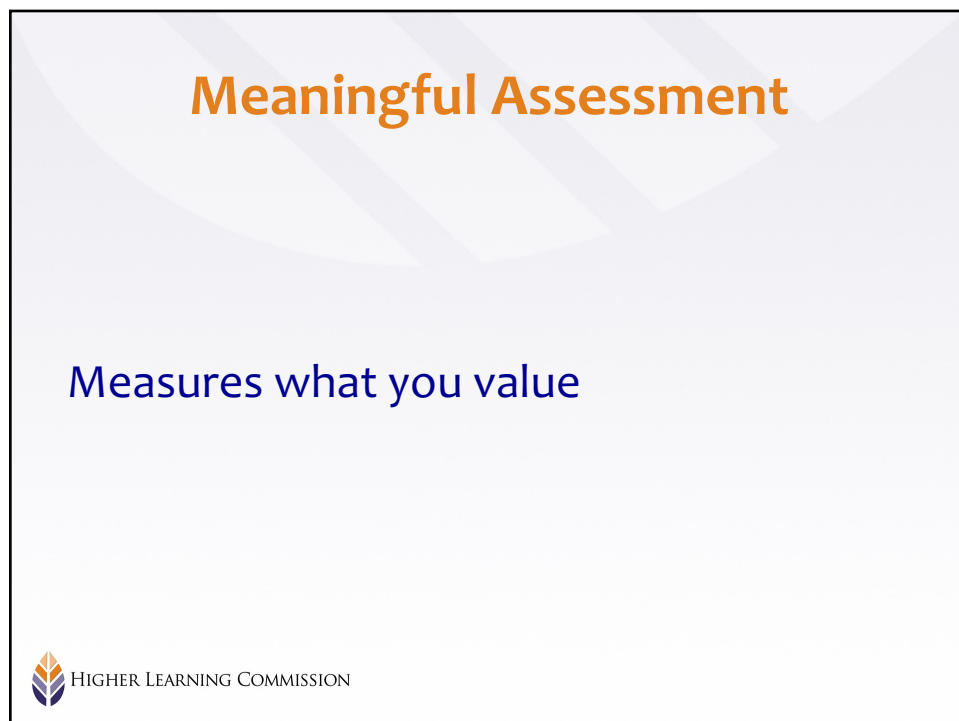 Meaningful Assessment
Measures what you value
Higher Learning Commission